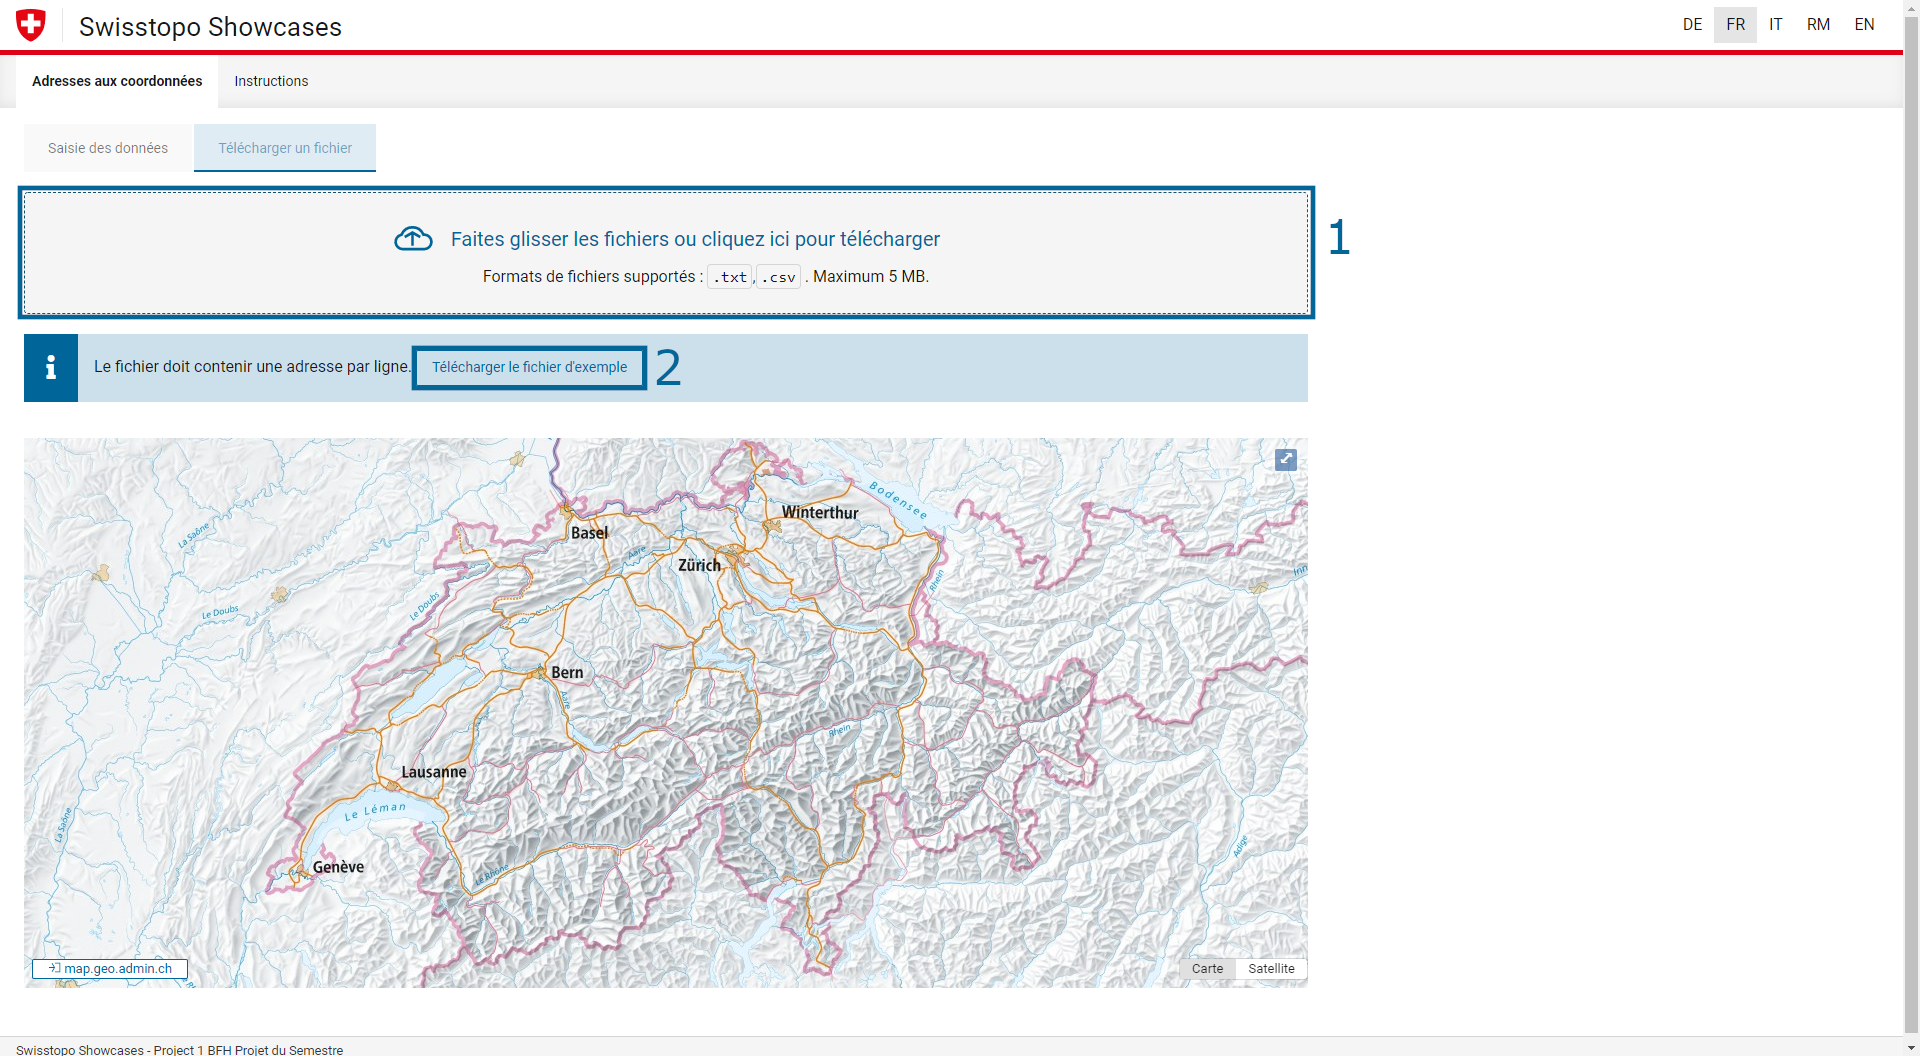 Swisstopo Showcases
DE FR IT RM EN
Adresses aux coordonnées Instructions
Saisie des données Télécharger un fichier
Faites glisser les fichiers ou cliquez ici pour télécharger
1
Formats de fichiers supportés : .txt, .csv . Maximum 5 MB.
Le fichier doit contenir une adresse par ligne. Télécharger le fichier d'exemple 2
Bodensee
Winterthur
La Saône
Basel
Aare
Zürich
Inn
Rhein
Le Doubs
Le Doubs
Bern
Aare
Rhein
Lausanne
Le Léman
La Saône
Adige
Genève
Le Rhône
map.geo.admin.ch
Carte Satellite
Swisstopo Showcases - Project 1 BFH Projet du Semestre